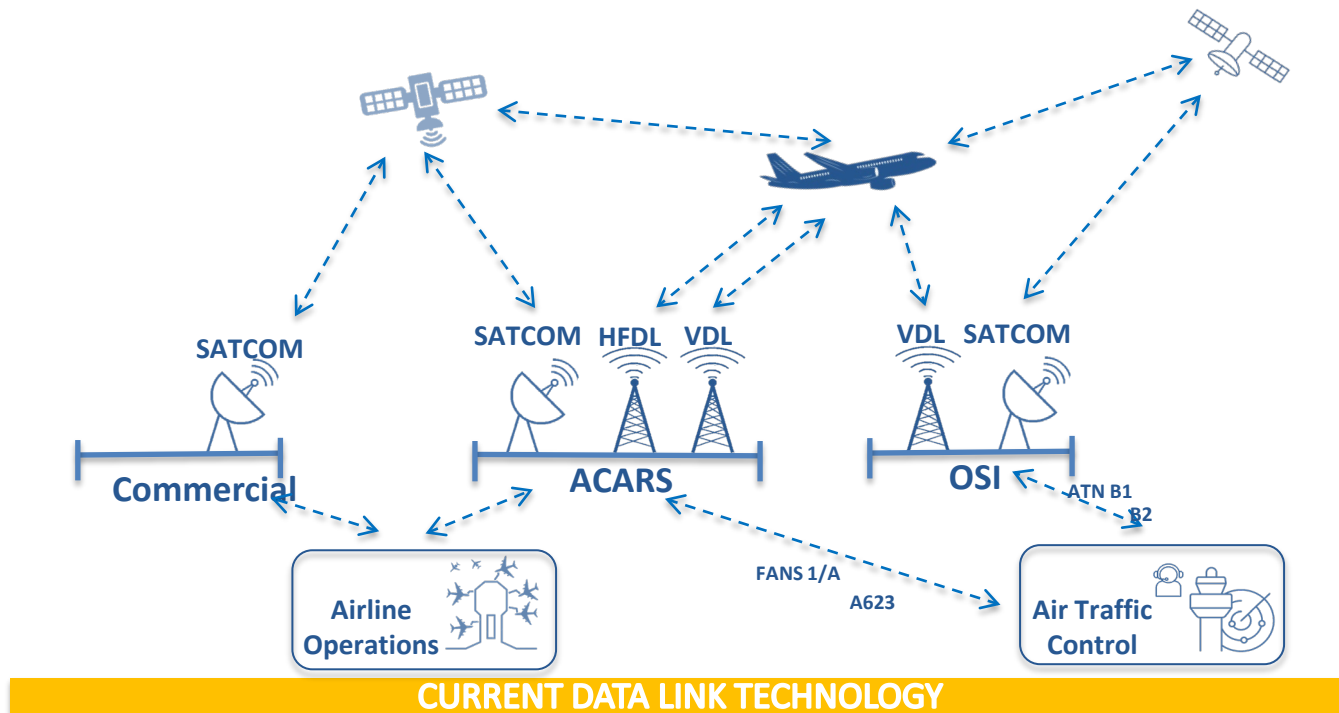 SATCOM
SATCOM
HFDL
VDL
VDL
SATCOM
Commercial
ACARS
OSI
ATN B1
B2
FANS 1/A
A623
Airline
Operations
Air Traffic
Control
CURRENT DATA LINK TECHNOLOGY